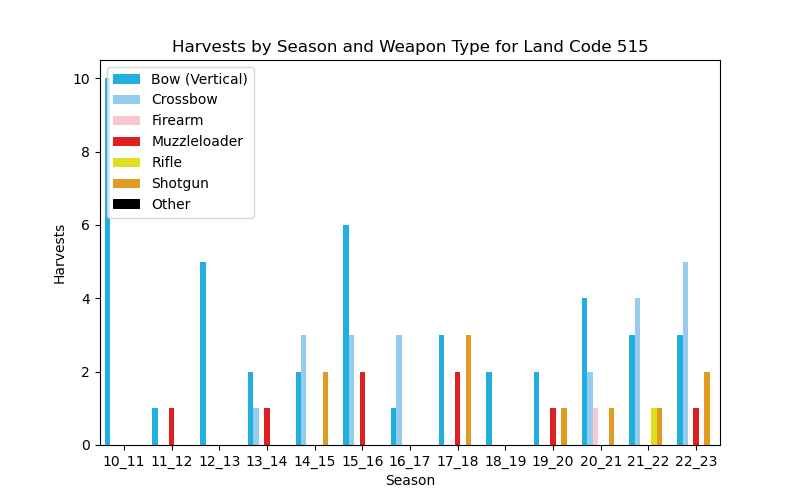 Harvests by Season and Weapon Type for Land Code 515
Bow (Vertical)
Crossbow
Firearm
Muzzleloader
Rifle
Shotgun
Other
Harvests
10
8
6
4
2
0
10_11 11_12 12_13 13_14 14_15 15_16 16_17 17_18 18_19 19_20 20_21 21_22 22_23
Season